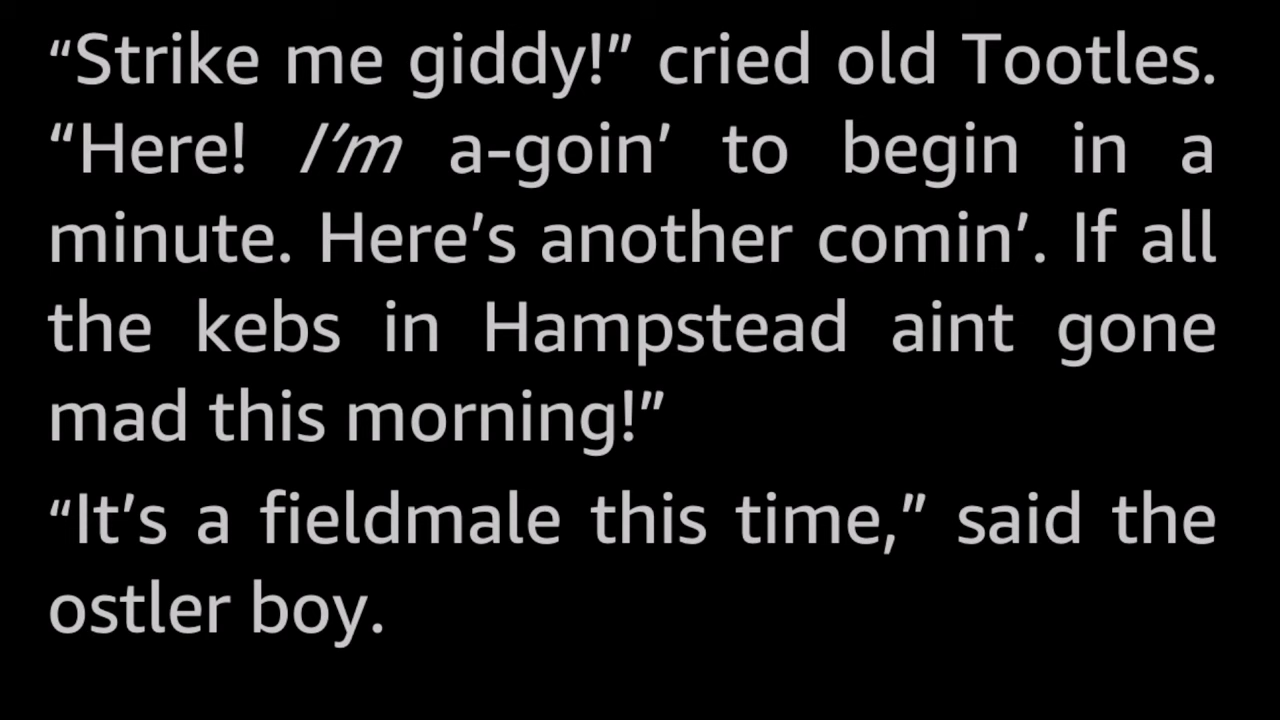 “Strike me giddy!” cried old Tootles.
“Here! I’m a-goin’ to begin in a
minute. Here’s another comin’. If all
the kebs in Hampstead aint gone
mad this morning!”
“It’s a fieldmale this time,” said the
ostler boy.